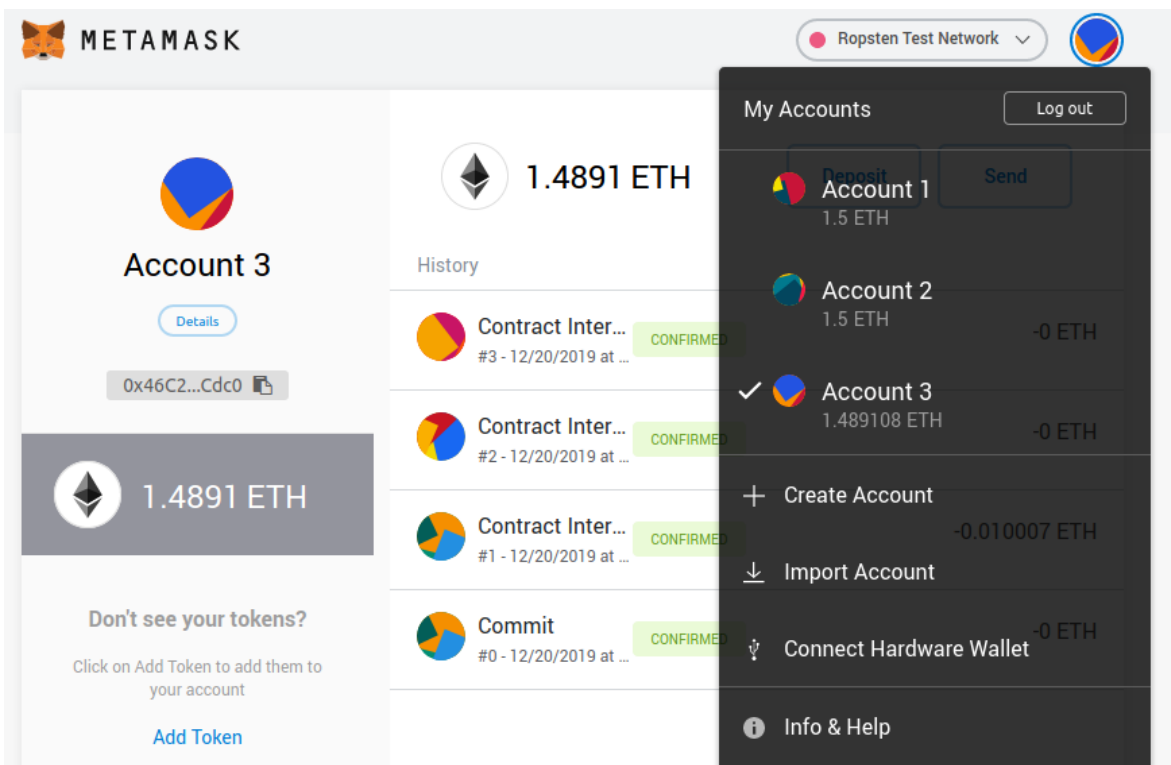 METAMASK
Ropsten Test Network
Account 3
Details
0x46C2...Cdc0
1.4891 ETH
Don't see your tokens?
Click on Add Token to add them to
your account
Add Token
1.4891 ETH
Deposit
Send
History
Contract Inter...
#3 - 12/20/2019 at ...
CONFIRMED
-0 ETH
Contract Inter...
#2 - 12/20/2019 at ...
CONFIRMED
-0 ETH
Contract Inter...
#1 - 12/20/2019 at ...
CONFIRMED
-0.010007 ETH
Commit
#0 - 12/20/2019 at ...
CONFIRMED
-0 ETH
My Accounts
Log out
Account 1
1.5 ETH
Account 2
1.5 ETH
Account 3
1.489108 ETH
Create Account
Import Account
Connect Hardware Wallet
Info & Help